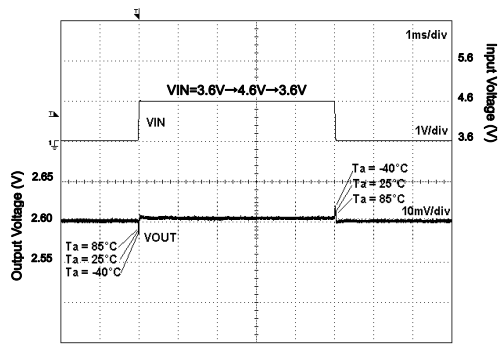 T
1ms/div
5.6
VIN=3.6V→4.6V→3.6V
4.6
T
VIN
1V/div
1
3.6
Input Voltage (V)
2.65
Ta = -40°C
Ta = 25°C
Ta = 85°C
2.60
10mV/div
Ta = 85°C
VOUT
Ta = 25°C
2.55
Ta = -40°C
Output Voltage (V)